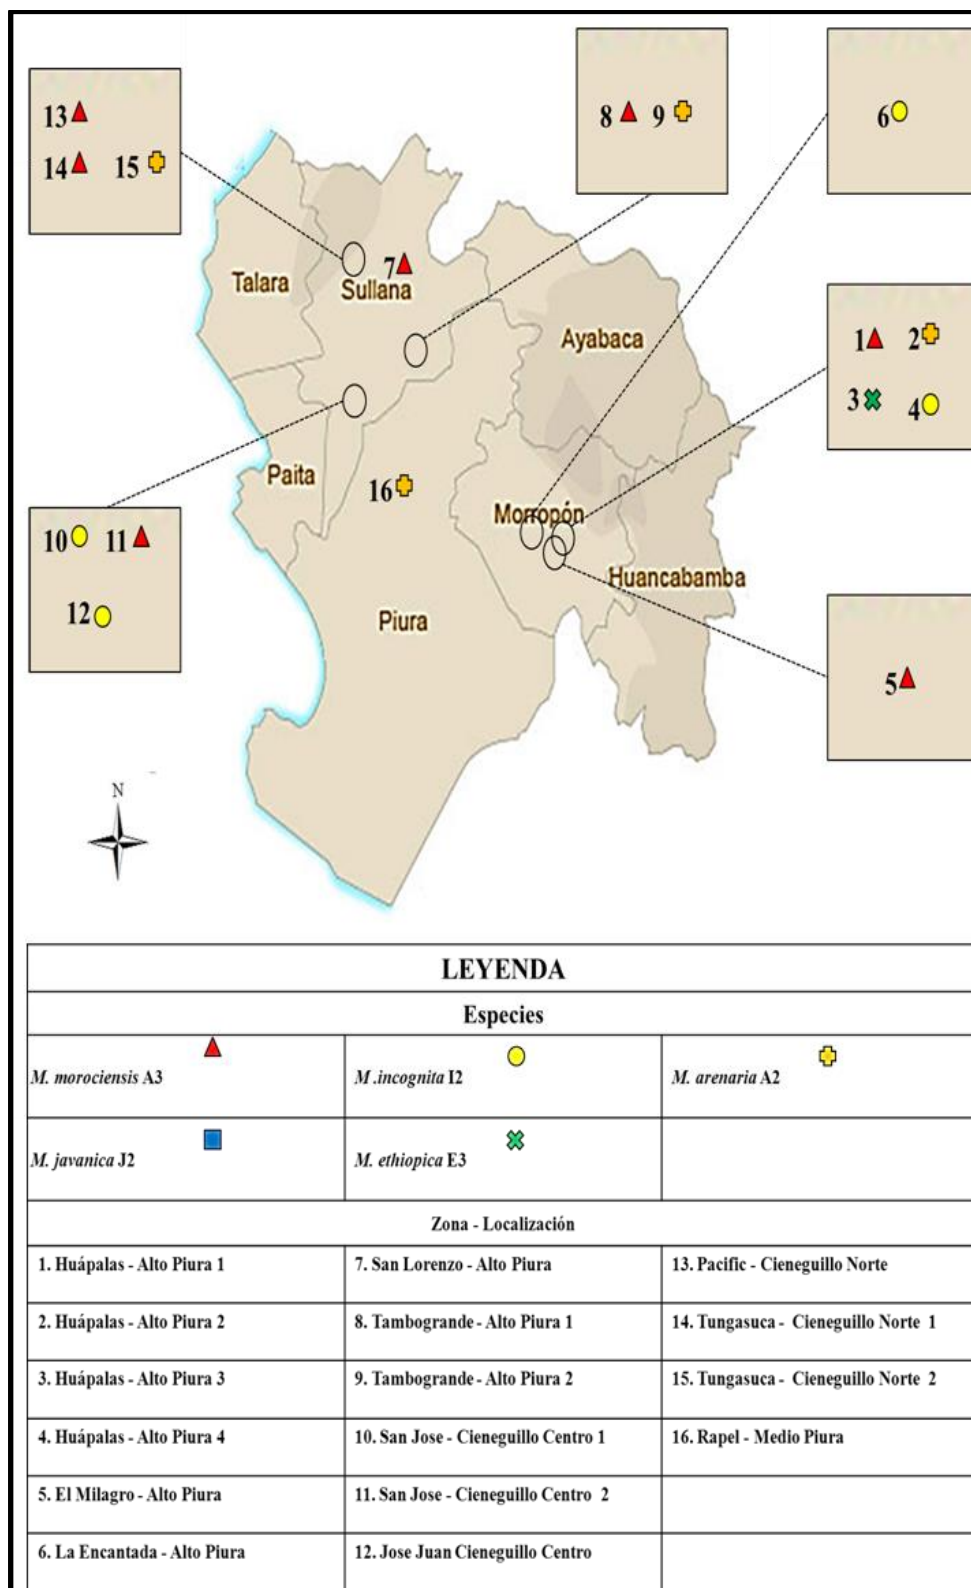 8 9
6
13
14 15
7
Talara
Sullana
Ayabaca
1 2
3 4
Paita
16
Morropón
10 11
12
Huancabamba
Piura
5
N
LEYENDA
Especies
M. morociensis A3
M .incognita I2
M. arenaria A2
M. javanica J2
M. ethiopica E3
Zona - Localización
1. Huápalas - Alto Piura 1
7. San Lorenzo - Alto Piura
13. Pacific - Cieneguillo Norte
2. Huápalas - Alto Piura 2
8. Tambogrande - Alto Piura 1
14. Tungasuca - Cieneguillo Norte 1
3. Huápalas - Alto Piura 3
9. Tambogrande - Alto Piura 2
15. Tungasuca - Cieneguillo Norte 2
4. Huápalas - Alto Piura 4
10. San Jose - Cieneguillo Centro 1
16. Rapel - Medio Piura
5. El Milagro - Alto Piura
11. San Jose - Cieneguillo Centro 2
6. La Encantada - Alto Piura
12. Jose Juan Cieneguillo Centro